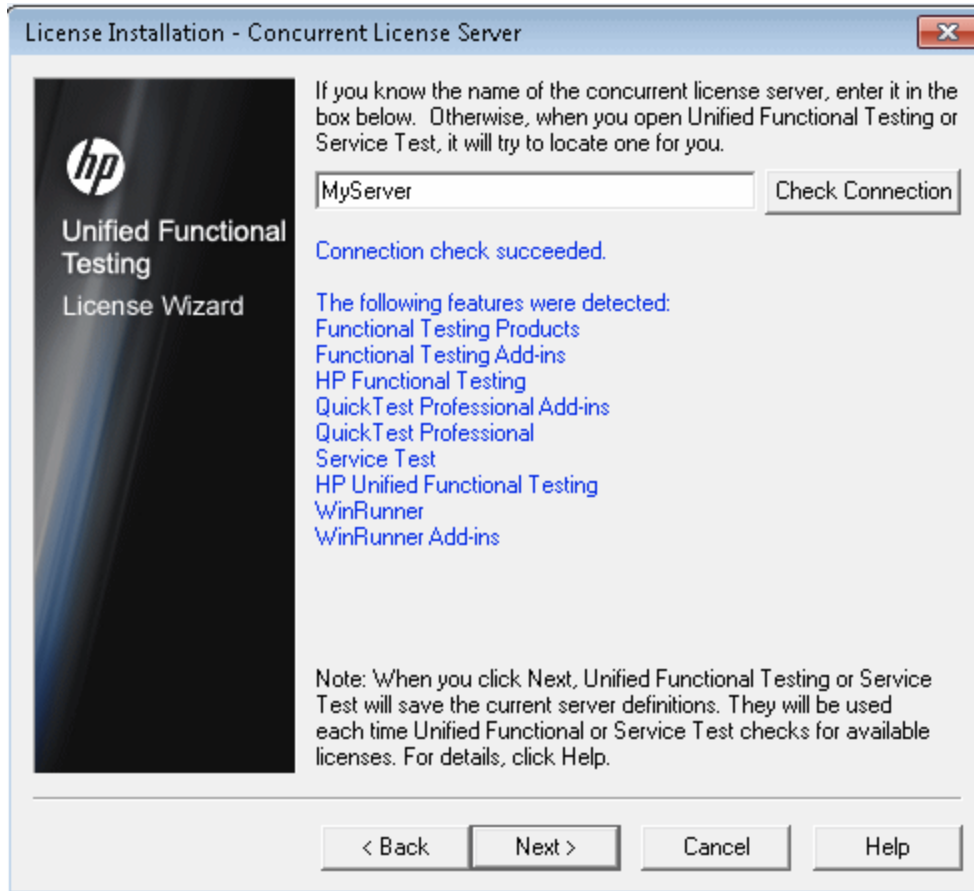 License Installation - Concurrent License Server
hp
Unified Functional
Testing
License Wizard
If you know the name of the concurrent license server, enter it in the
box below.  Otherwise, when you open Unified Functional Testing or
Service Test, it will try to locate one for you.
MyServer
Check Connection
Connection check succeeded.
The following features were detected:
Functional Testing Products
Functional Testing Add-ins
HP Functional Testing
QuickTest Professional Add-ins
QuickTest Professional
Service Test
HP Unified Functional Testing
WinRunner
WinRunner Add-ins
Note: When you click Next, Unified Functional Testing or Service
Test will save the current server definitions. They will be used
each time Unified Functional or Service Test checks for available
licenses. For details, click Help.
< Back
Next >
Cancel
Help